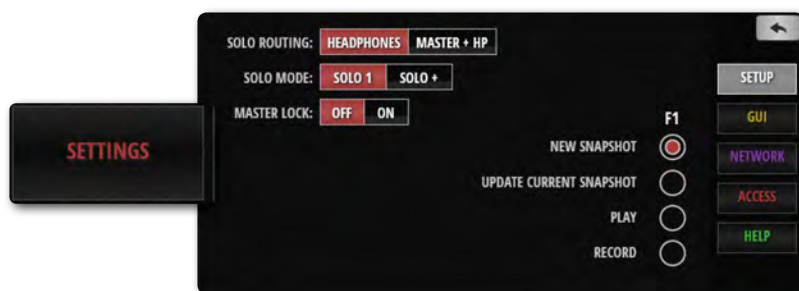 SETTINGS
SOLO ROUTING: HEADPHONES MASTER + HP
SOLO MODE: SOLO 1 SOLO +
MASTER LOCK: OFF ON
F1
NEW SNAPSHOT
UPDATE CURRENT SNAPSHOT
PLAY
RECORD
SETUP
GUI
NETWORK
ACCESS
HELP